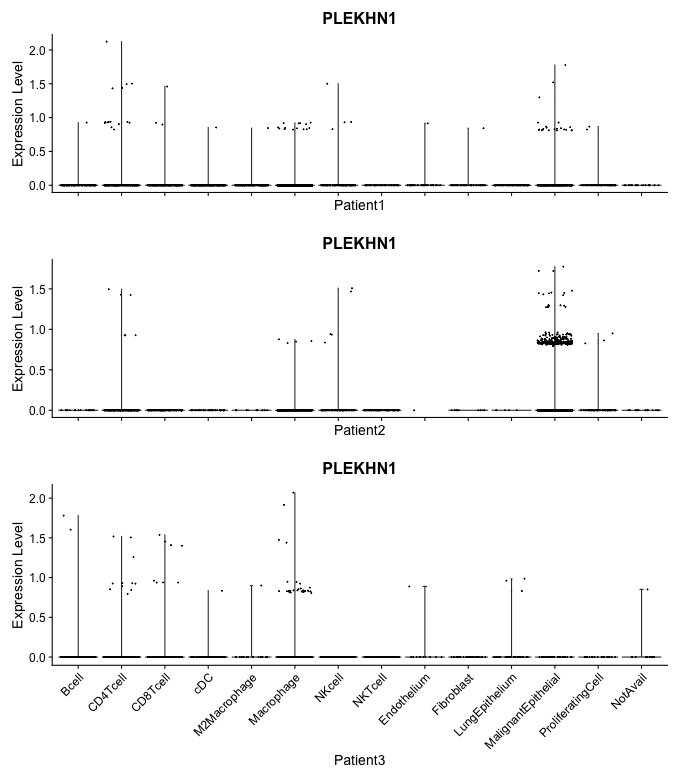 PLEKHN1
Expression Level
2.0
1.5
1.0
0.5
0.0
Patient1
PLEKHN1
Expression Level
1.5
1.0
0.5
0.0
Patient2
PLEKHN1
Expression Level
2.0
1.5
1.0
0.5
0.0
Bcell
CD4Tcell
CD8Tcell
cDC
M2Macrophage
Macrophage
NKcell
NKTcell
Endothelium
Fibroblast
LungEpithelium
MalignantEpithelial
ProliferatingCell
NotAvail
Patient3